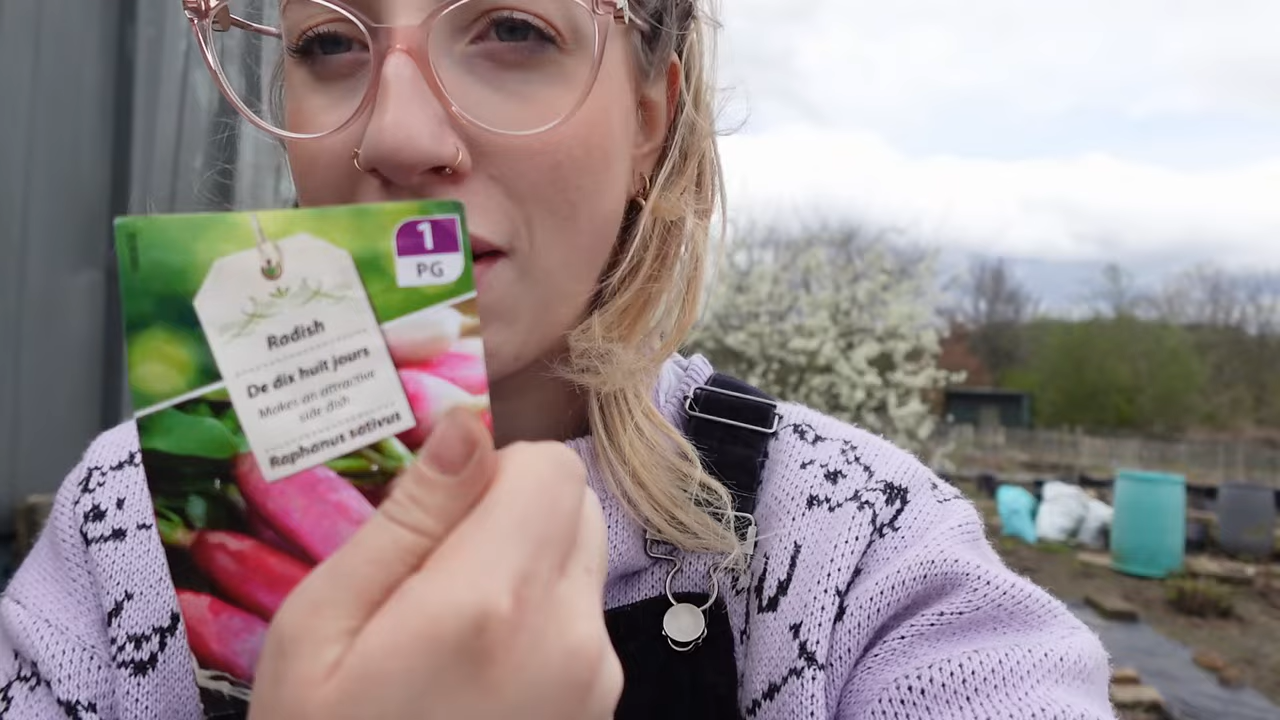 1
PG
Radish
De dix huit jours
Makes an attractive
side dish
Raphanus sativus